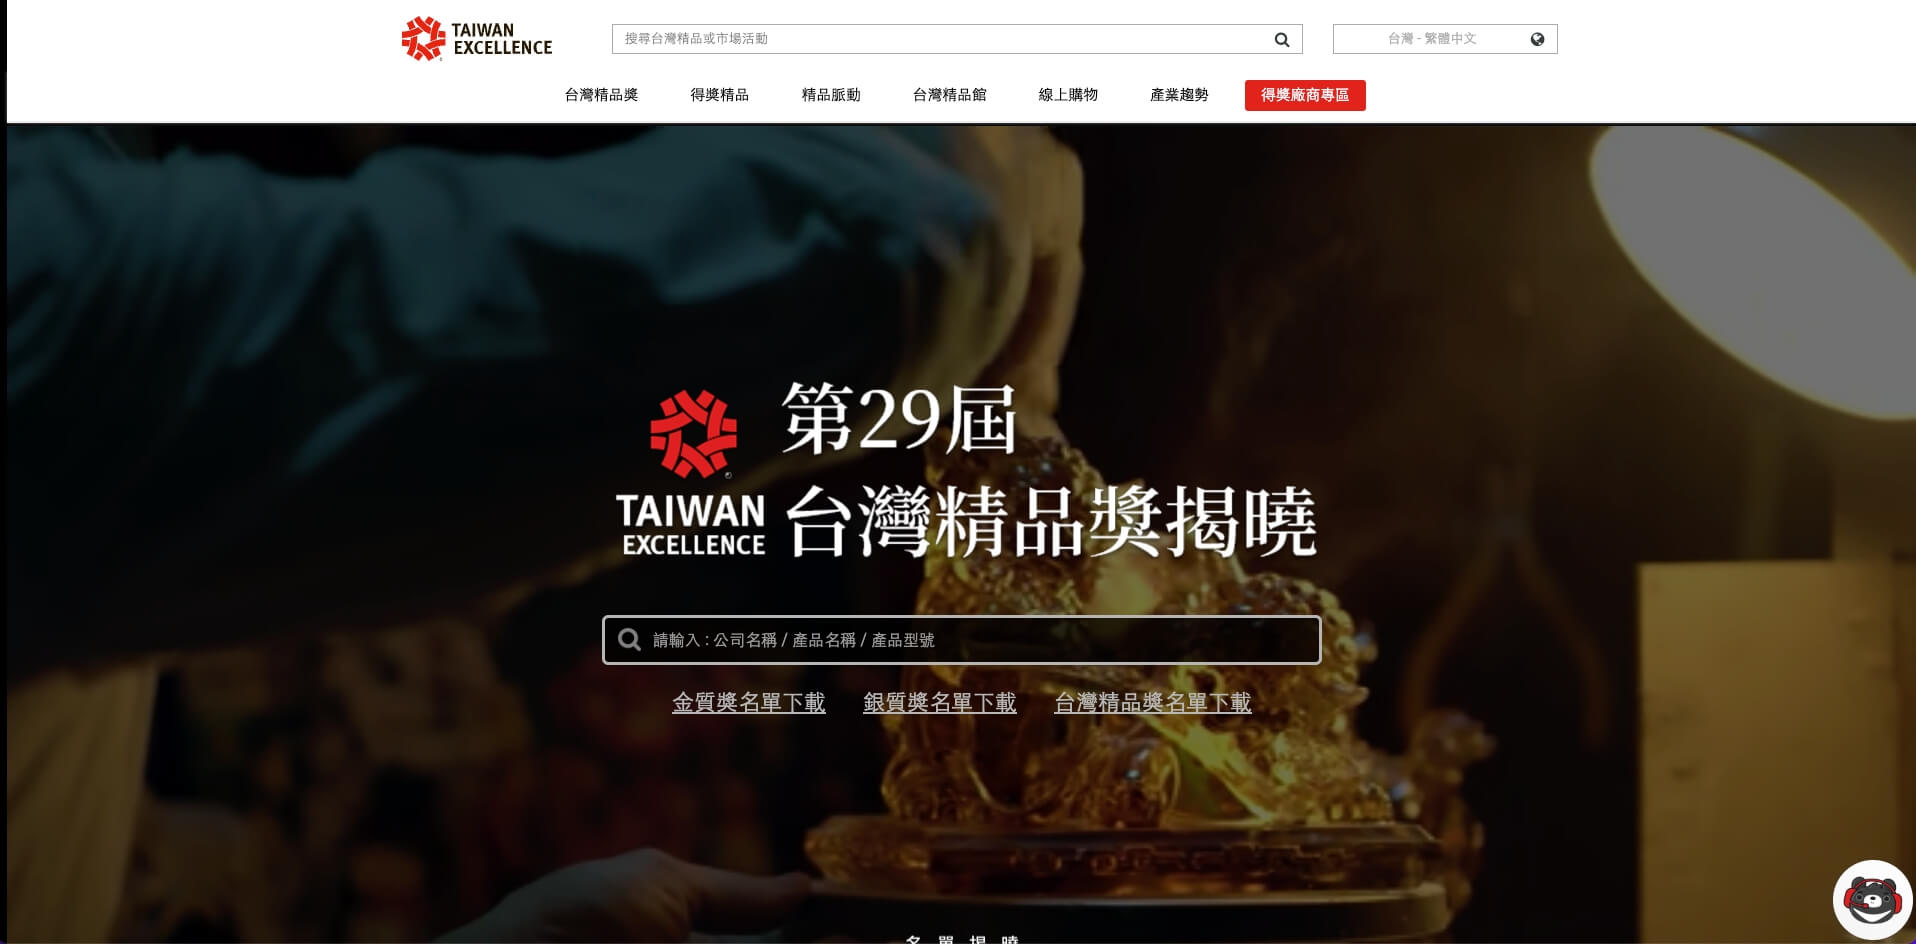 TAIWAN
EXCELLENCE
搜尋台灣精品或市場活動
台灣 - 繁體中文
台灣精品獎
得獎精品
精品脈動
台灣精品館
線上購物
產業趨勢
得獎廠商專區
第29屆
台灣精品獎揭曉
TAIWAN
EXCELLENCE
請輸入 : 公司名稱 / 產品名稱 / 產品型號
金質獎名單下載
銀質獎名單下載
台灣精品獎名單下載
名單揭曉